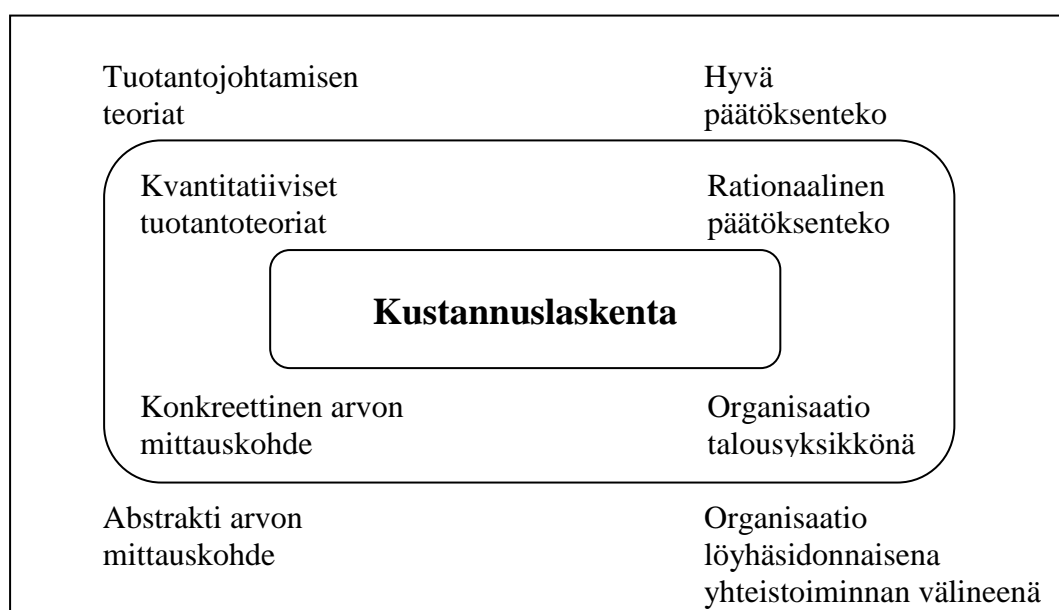 Tuotantojohtamisen
teoriat
Hyvä
päätöksenteko
Kvantitatiiviset
tuotantoteoriat
Rationaalinen
päätöksenteko
Kustannuslaskenta
Konkreettinen arvon
mittauskohde
Organisaatio
talousyksikkönä
Abstrakti arvon
mittauskohde
Organisaatio
löyhäsidonnaisena
yhteistoiminnan välineenä